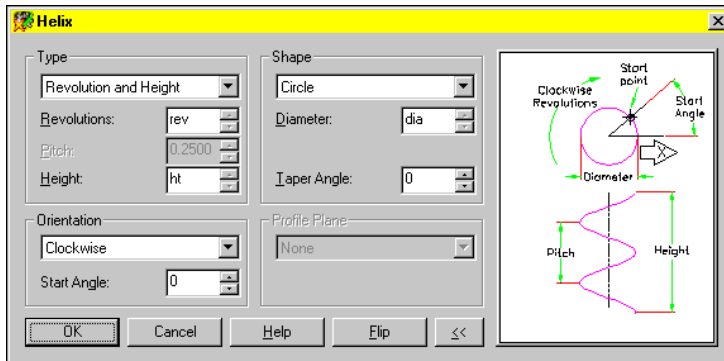 Helix
Type
Revolution and Height
Revolutions: rev
Pitch: 0.2500
Height: ht
Shape
Circle
Diameter: dia
Taper Angle: 0
Orientation
Clockwise
Start Angle: 0
Profile Plane
None
OK Cancel Help Flip <<
Clockwise
Revolutions
Start
point
Start
Angle
X
Diameter
Pitch
Height